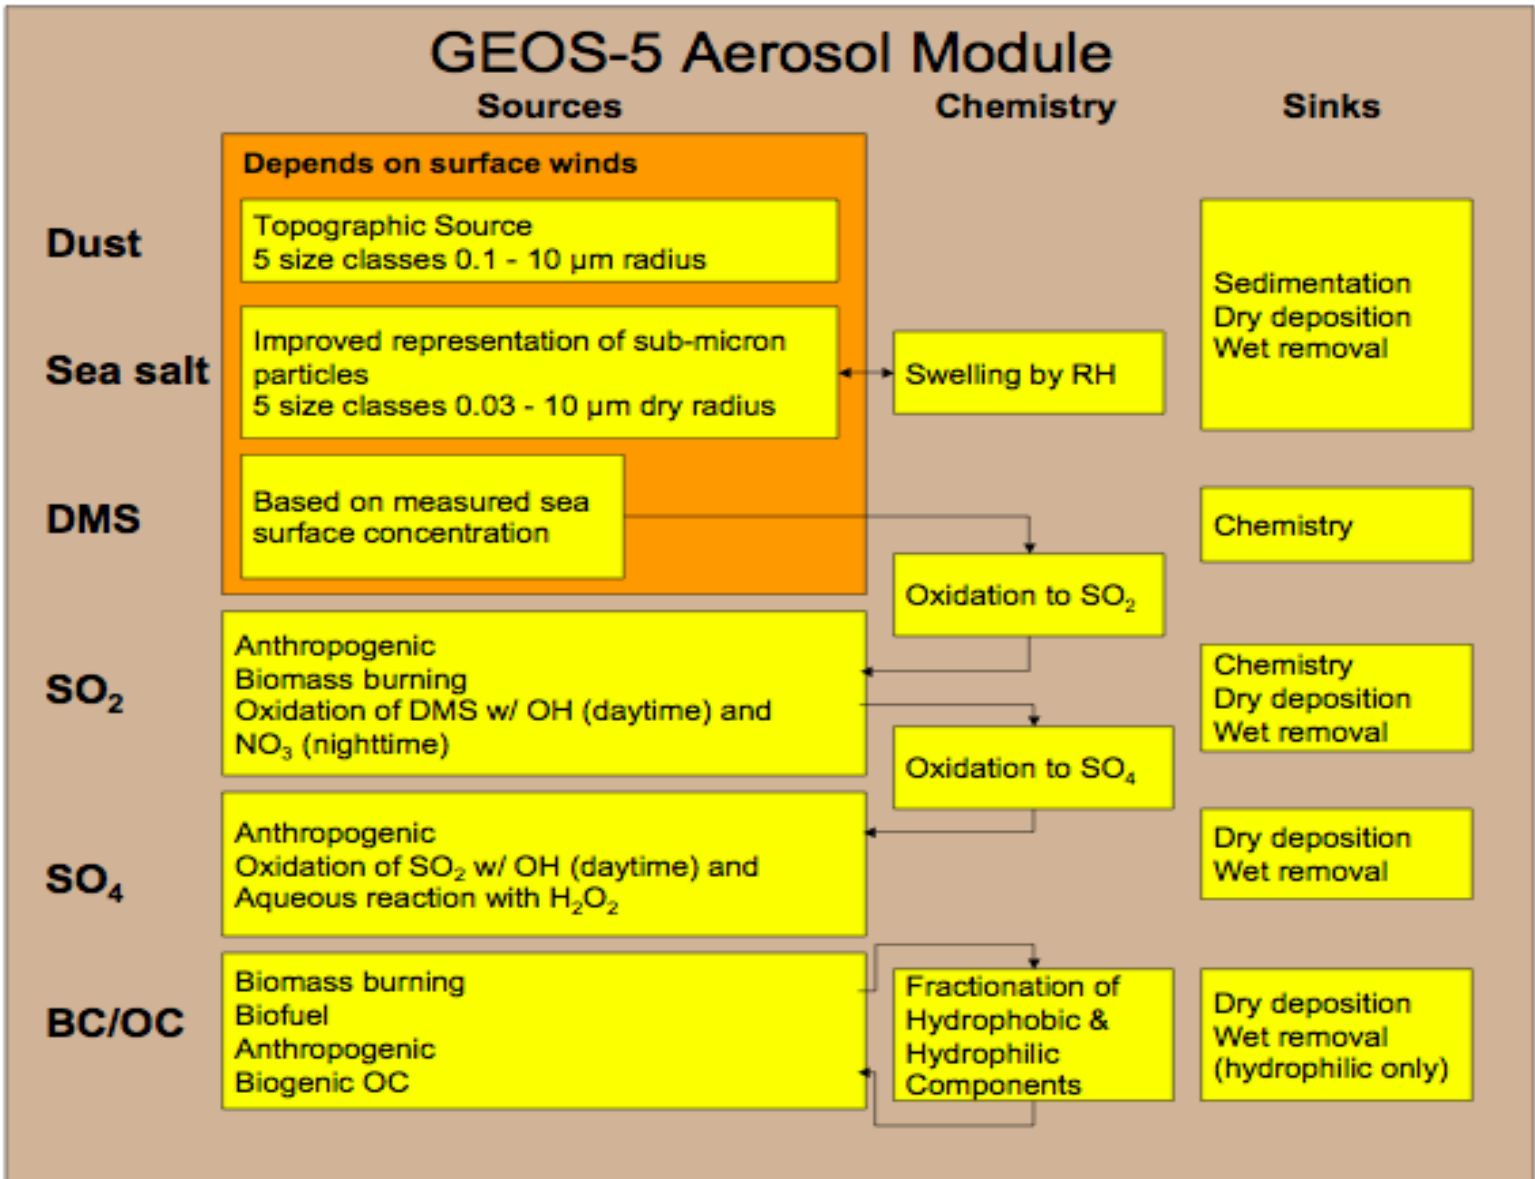 GEOS-5 Aerosol Module
Sources
Chemistry
Sinks
Depends on surface winds
Dust
Topographic Source
5 size classes 0.1 - 10 µm radius
Sedimentation
Dry deposition
Wet removal
Sea salt
Improved representation of sub-micron
particles
5 size classes 0.03 - 10 µm dry radius
Swelling by RH
DMS
Based on measured sea
surface concentration
Chemistry
Oxidation to SO₂
SO₂
Anthropogenic
Biomass burning
Oxidation of DMS w/ OH (daytime) and
NO₃ (nighttime)
Chemistry
Dry deposition
Wet removal
Oxidation to SO₄
SO₄
Anthropogenic
Oxidation of SO₂ w/ OH (daytime) and
Aqueous reaction with H₂O₂
Dry deposition
Wet removal
BC/OC
Biomass burning
Biofuel
Anthropogenic
Biogenic OC
Fractionation of
Hydrophobic &
Hydrophilic
Components
Dry deposition
Wet removal
(hydrophilic only)